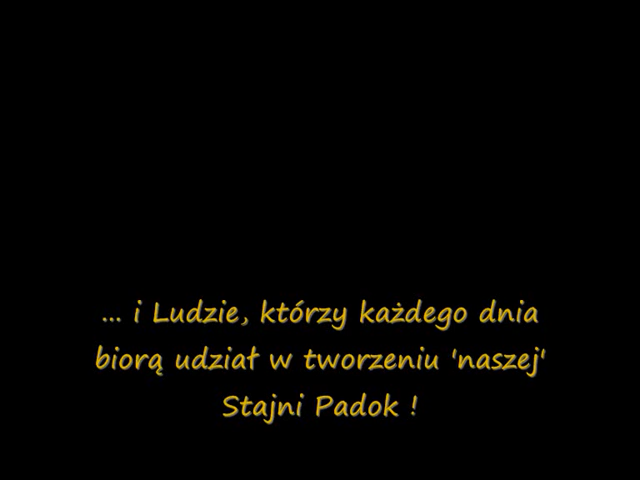 ... i Ludzie, którzy każdego dnia
biorą udział w tworzeniu 'naszej'
Stajni Padok !